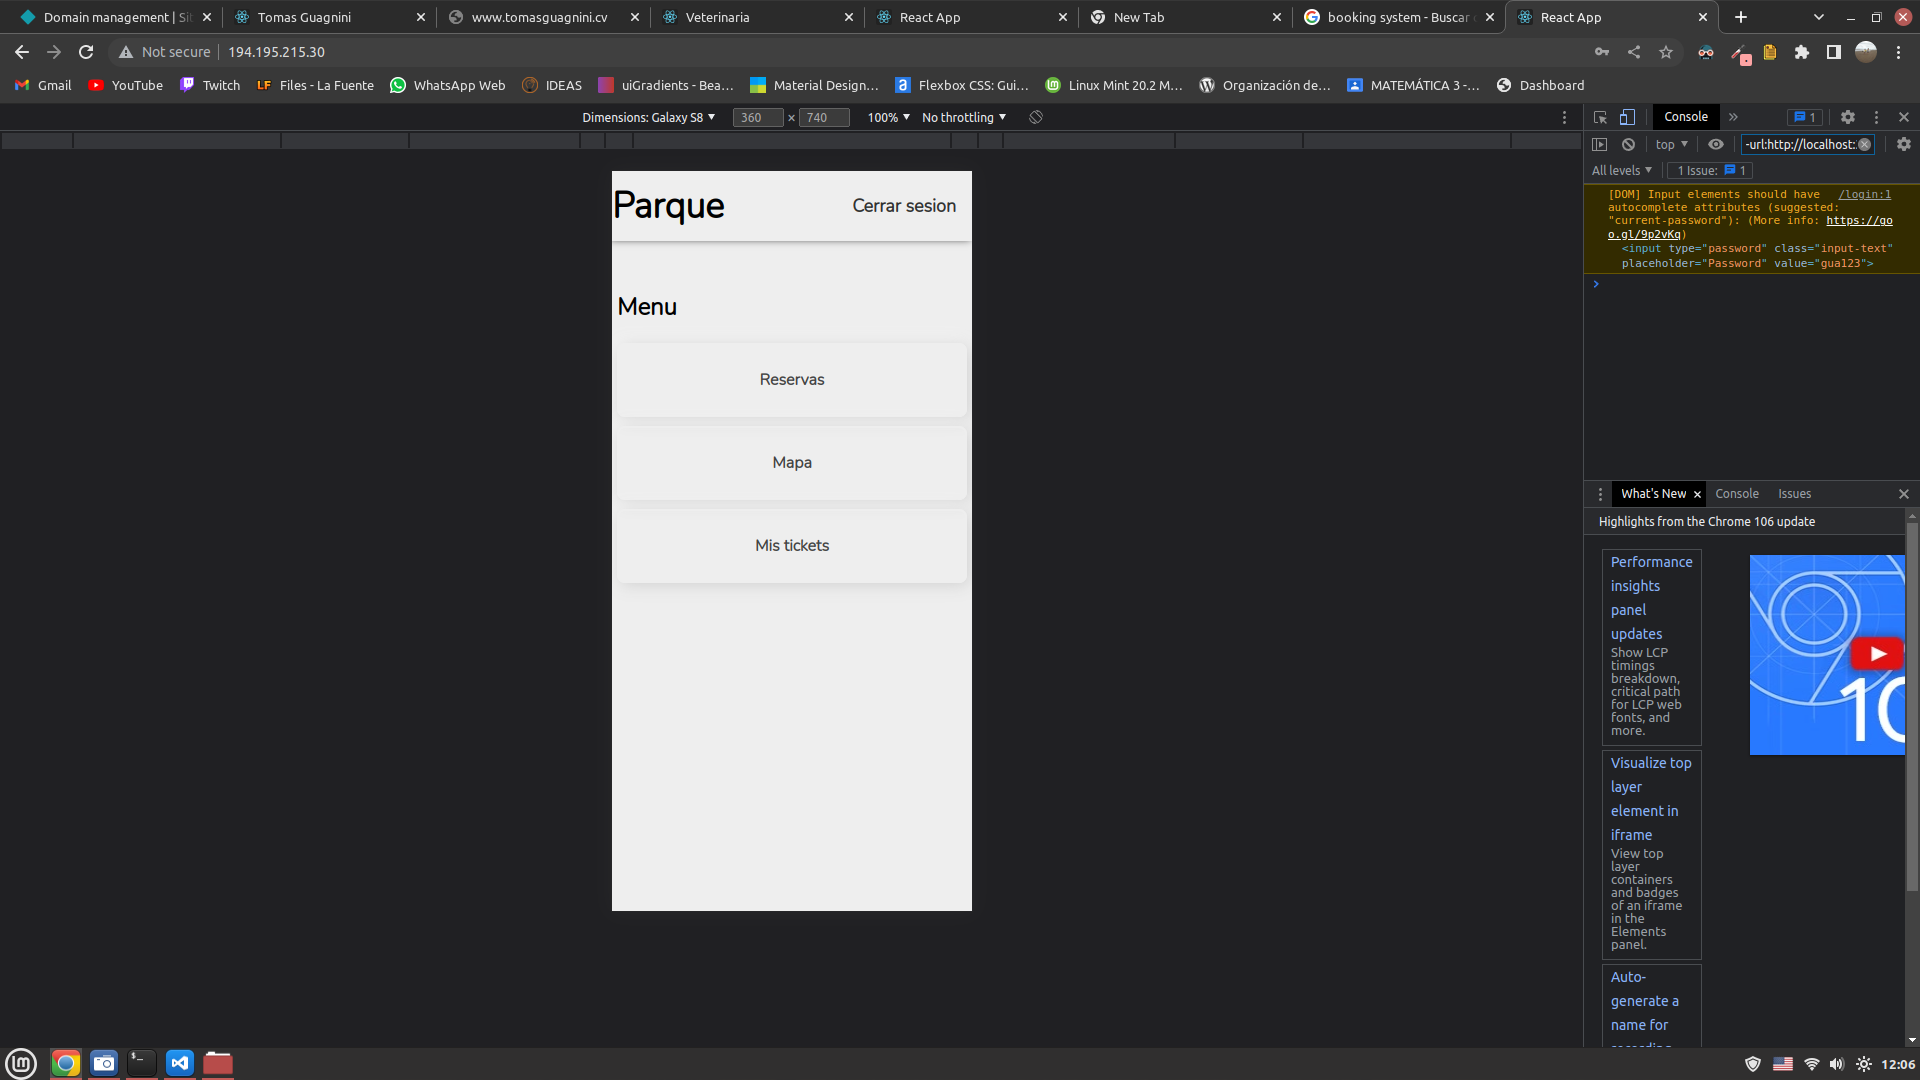 Domain management | Si
Tomas Guagnini
www.tomasguagnini.cv
Veterinaria
React App
New Tab
booking system - Buscar
React App
Not secure
194.195.215.30
Gmail
YouTube
Twitch
LF
Files - La Fuente
WhatsApp Web
IDEAS
uiGradients - Bea...
Material Design...
Flexbox CSS: Gui...
Linux Mint 20.2 M...
Organización de...
MATEMÁTICA 3 -...
Dashboard
Dimensions: Galaxy S8
360
×
740
100%
No throttling
Console
1
top
-url:http://localhost:
All levels
1 Issue:
1
[DOM] Input elements should have /login:1
autocomplete attributes (suggested:
"current-password"): (More info: https://go
o.gl/9p2vKq)
<input type="password" class="input-text"
placeholder="Password" value="gua123">
Parque
Cerrar sesion
Menu
Reservas
Mapa
Mis tickets
What's New
Console
Issues
Highlights from the Chrome 106 update
Performance
insights
panel
updates
Show LCP
timings
breakdown,
critical path
for LCP web
fonts, and
more.
Visualize top
layer
element in
iframe
View top
layer
containers
and badges
of an iframe
in the
Elements
panel.
Auto-
generate a
name for
12:06